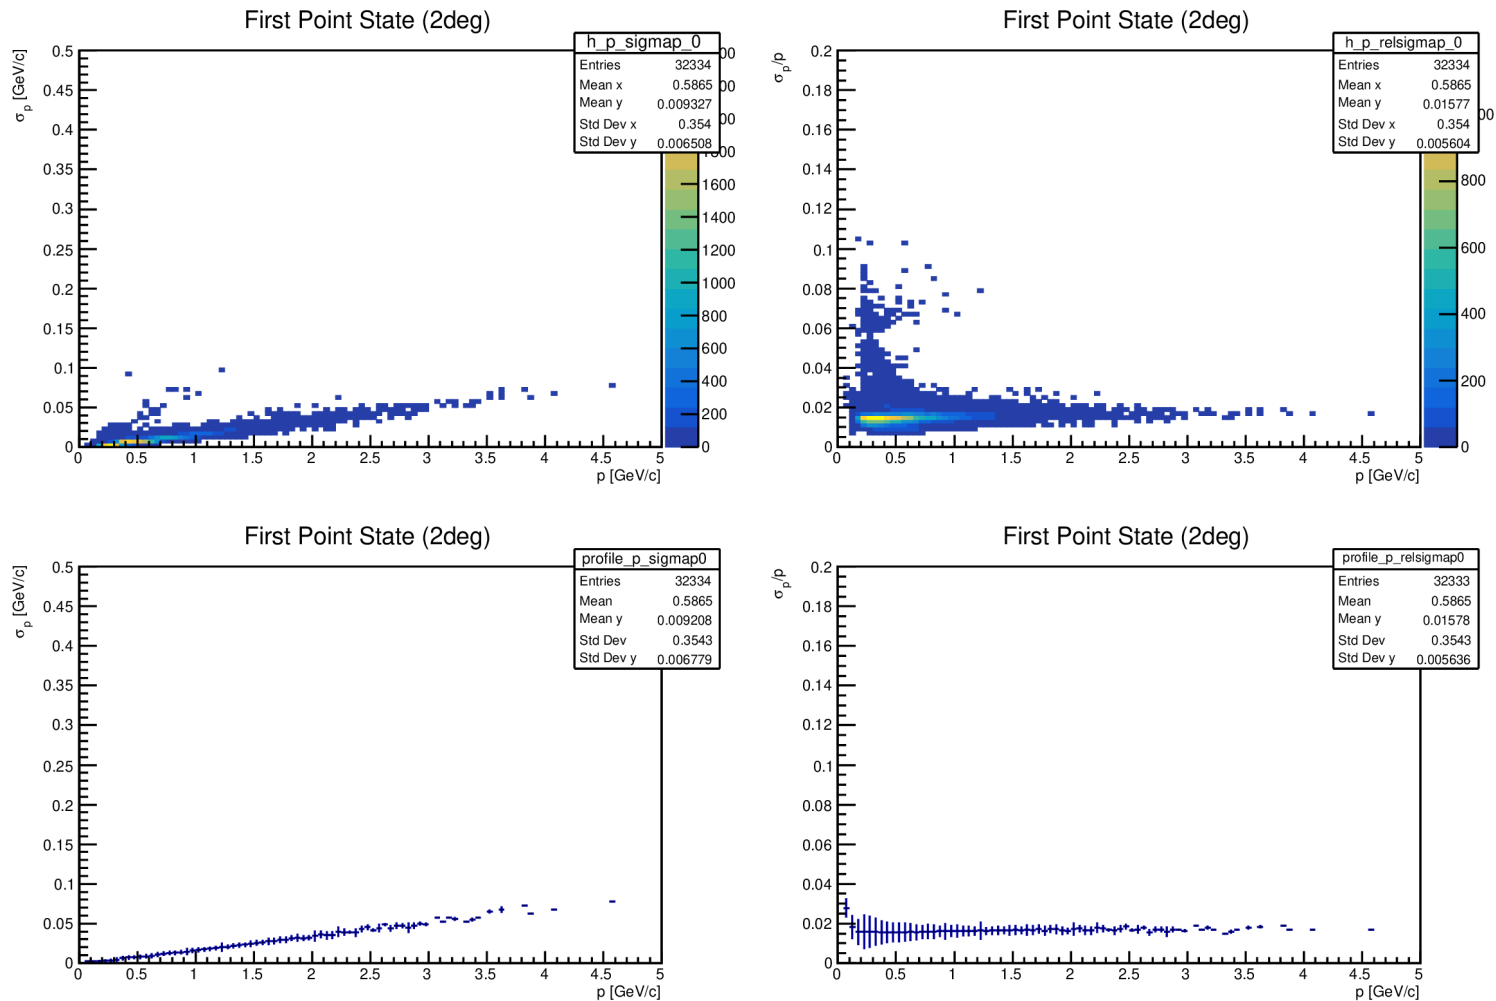 First Point State (2deg)
h_p_sigmap_0
Entries 32334
Mean x 0.5865
Mean y 0.009327
Std Dev x 0.354
Std Dev y 0.006508
σp [GeV/c]
0.5
0.45
0.4
0.35
0.3
0.25
0.2
0.15
0.1
0.05
0
0 0.5 1 1.5 2 2.5 3 3.5 4 4.5 5
p [GeV/c]
1600
1400
1200
1000
800
600
400
200
0
First Point State (2deg)
h_p_relsigmap_0
Entries 32334
Mean x 0.5865
Mean y 0.01577
Std Dev x 0.354
Std Dev y 0.005604
σp/p
0.2
0.18
0.16
0.14
0.12
0.1
0.08
0.06
0.04
0.02
0
0 0.5 1 1.5 2 2.5 3 3.5 4 4.5 5
p [GeV/c]
800
600
400
200
0
First Point State (2deg)
profile_p_sigmap0
Entries 32334
Mean 0.5865
Mean y 0.009208
Std Dev 0.3543
Std Dev y 0.006779
σp [GeV/c]
0.5
0.45
0.4
0.35
0.3
0.25
0.2
0.15
0.1
0.05
0
0 0.5 1 1.5 2 2.5 3 3.5 4 4.5 5
p [GeV/c]
First Point State (2deg)
profile_p_relsigmap0
Entries 32333
Mean 0.5865
Mean y 0.01578
Std Dev 0.3543
Std Dev y 0.005636
σp/p
0.2
0.18
0.16
0.14
0.12
0.1
0.08
0.06
0.04
0.02
0
0 0.5 1 1.5 2 2.5 3 3.5 4 4.5 5
p [GeV/c]